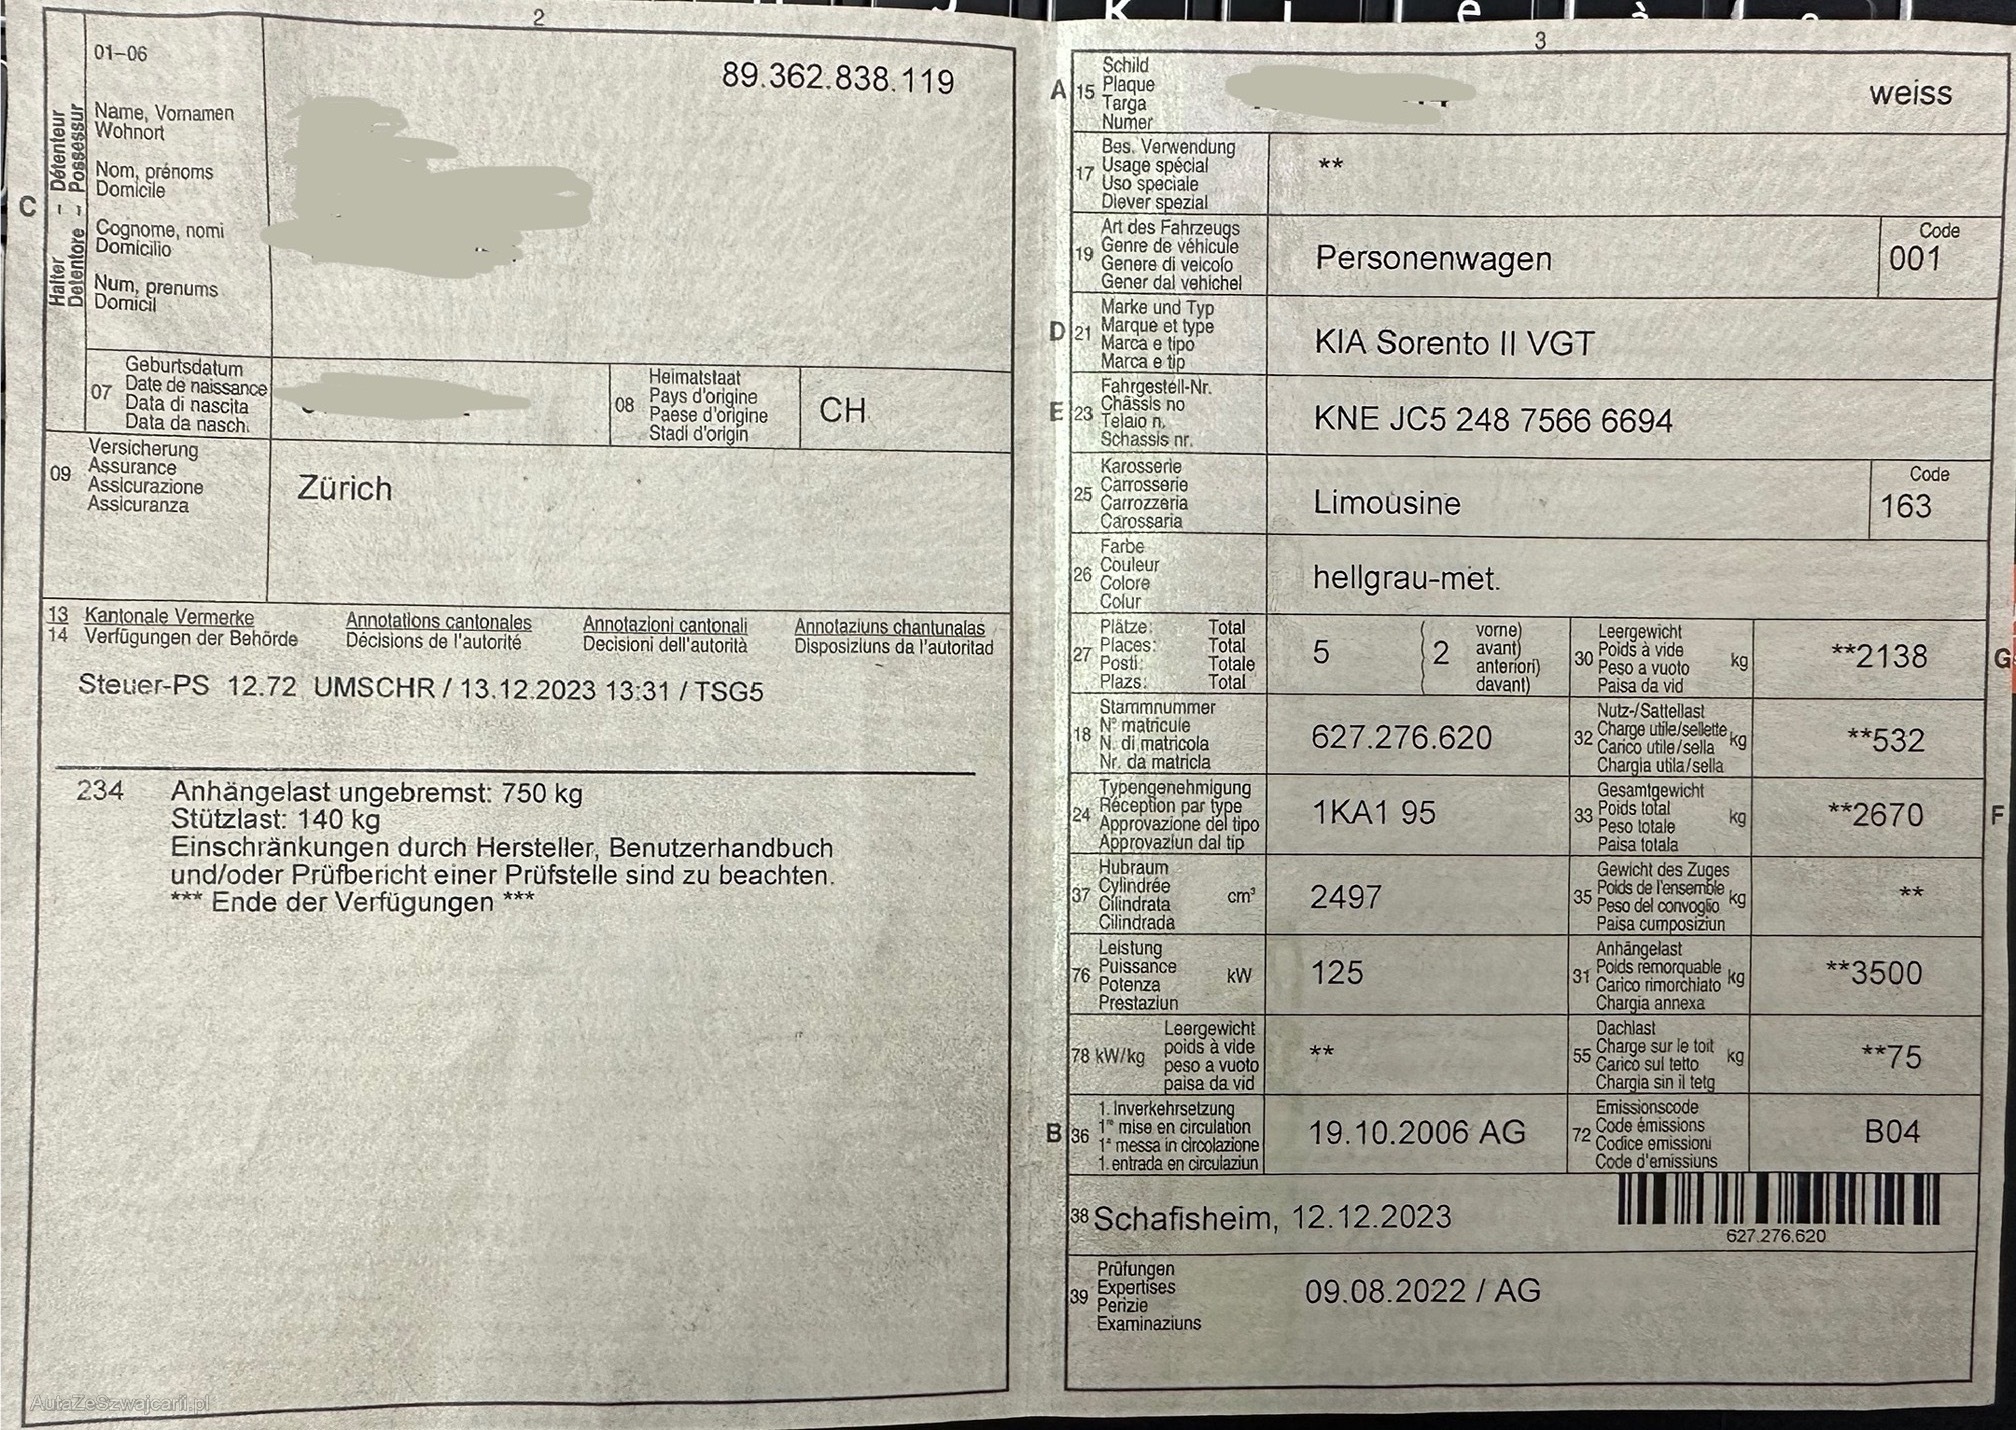 2
01-06
89.362.838.119
C
Halter – Détenteur
Detentore – Possessur
Name, Vornamen
Wohnort
Nom, prénoms
Domicile
Cognome, nomi
Domicilio
Num, prenums
Domicil
07
Geburtsdatum
Date de naissance
Data di nascita
Data da nasch.
08
Heimatstaat
Pays d'origine
Paese d'origine
Stadi d'origin
CH
09
Versicherung
Assurance
Assicurazione
Assicuranza
Zürich
13 Kantonale Vermerke Annotations cantonales Annotazioni cantonali Annotaziuns chantunalas
14 Verfügungen der Behörde Décisions de l'autorité Decisioni dell'autorità Disposiziuns da l'autoritad
Steuer-PS 12.72 UMSCHR / 13.12.2023 13:31 / TSG5
234 Anhängelast ungebremst: 750 kg
Stützlast: 140 kg
Einschränkungen durch Hersteller, Benutzerhandbuch
und/oder Prüfbericht einer Prüfstelle sind zu beachten.
*** Ende der Verfügungen ***
AutaZeSzwajcarii.pl
3
A 15
Schild
Plaque
Targa
Numer
weiss
17
Bes. Verwendung
Usage spécial
Uso speciale
Diever spezial
**
19
Art des Fahrzeugs
Genre de véhicule
Genere di veicolo
Gener dal vehichel
Personenwagen
Code
001
D 21
Marke und Typ
Marque et type
Marca e tipo
Marca e tip
KIA Sorento II VGT
E 23
Fahrgestell-Nr.
Châssis no
Telaio n.
Schassis nr.
KNE JC5 248 7566 6694
25
Karosserie
Carrosserie
Carrozzeria
Carossaria
Limousine
Code
163
26
Farbe
Couleur
Colore
Colur
hellgrau-met.
27
Plätze: Total
Places: Total
Posti: Totale
Plazs: Total
5
( 2 vorne)
( avant)
( anteriori)
( davant)
30
Leergewicht
Poids à vide
Peso a vuoto kg
Paisa da vid
**2138
G
18
Stammnummer
N° matricule
N. di matricola
Nr. da matricla
627.276.620
32
Nutz-/Sattellast
Charge utile/sellette
Carico utile/sella kg
Chargia utila/sella
**532
24
Typengenehmigung
Réception par type
Approvazione del tipo
Approvaziun dal tip
1KA1 95
33
Gesamtgewicht
Poids total
Peso totale kg
Paisa totala
**2670
F
37
Hubraum
Cylindrée
Cilindrata cm³
Cilindrada
2497
35
Gewicht des Zuges
Poids de l'ensemble
Peso del convoglio kg
Paisa cumposiziun
**
76
Leistung
Puissance
Potenza kW
Prestaziun
125
31
Anhängelast
Poids remorquable
Carico rimorchiato kg
Chargia annexa
**3500
78 kW/kg
Leergewicht
poids à vide
peso a vuoto
paisa da vid
**
55
Dachlast
Charge sur le toit
Carico sul tetto kg
Chargia sin il tetg
**75
B 36
1. Inverkehrsetzung
1re mise en circulation
1a messa in circolazione
1. entrada en circulaziun
19.10.2006 AG
72
Emissionscode
Code émissions
Codice emissioni
Code d'emissiuns
B04
38 Schafisheim, 12.12.2023
627.276.620
39
Prüfungen
Expertises
Perizie
Examinaziuns
09.08.2022 / AG